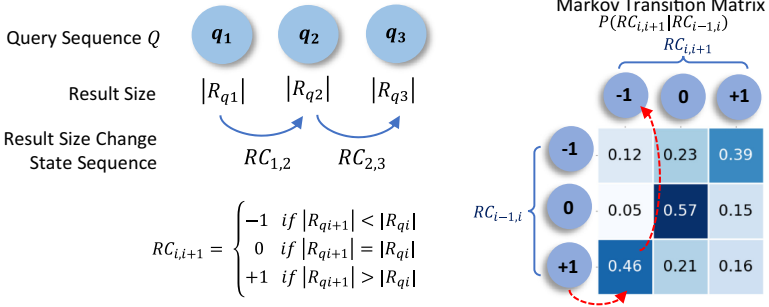 Query Sequence Q
q1 q2 q3
Result Size
|Rq1| |Rq2| |Rq3|
Result Size Change
State Sequence
RC1,2 RC2,3
RCi,i+1 =
−1 if |Rqi+1| < |Rqi|
0 if |Rqi+1| = |Rqi|
+1 if |Rqi+1| > |Rqi|
Markov Transition Matrix
P(RCi,i+1|RCi−1,i)
RCi,i+1
-1 0 +1
RCi−1,i
-1 0.12 0.23 0.39
0 0.05 0.57 0.15
+1 0.46 0.21 0.16